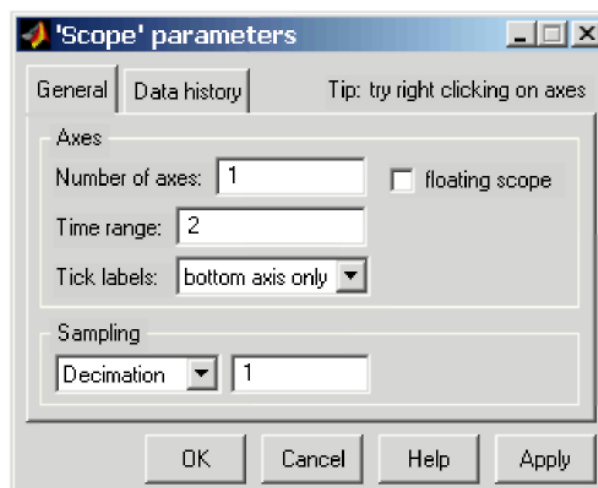 'Scope' parameters
General Data history Tip: try right clicking on axes
Axes
Number of axes: 1 floating scope
Time range: 2
Tick labels: bottom axis only
Sampling
Decimation 1
OK Cancel Help Apply